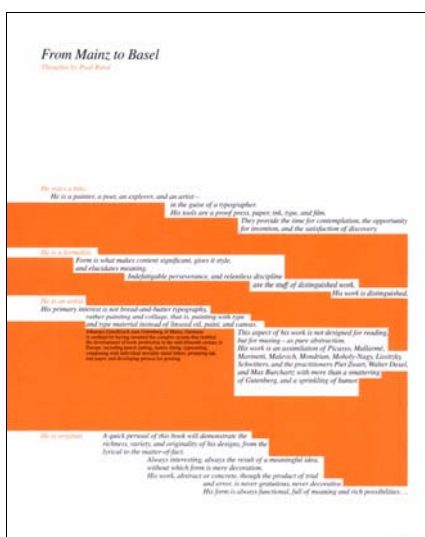 From Mainz to Basel
Thoughts by Paul Rand
He rides a bike.
He is a painter, a poet, an explorer, and an artist –
in the guise of a typographer.
His tools are a proof press, paper, ink, type, and film.
They provide the time for contemplation, the opportunity
for invention, and the satisfaction of discovery.
He is a formalist.
Form is what makes content significant, gives it style,
and elucidates meaning.
Indefatigable perseverance, and relentless discipline
are the stuff of distinguished work.
His work is distinguished.
He is an artist.
His primary interest is not bread-and-butter typography,
rather painting and collage, that is, painting with type
and type material instead of linseed oil, paint, and canvas.
This aspect of his work is not designed for reading,
but for musing – as pure abstraction.
His work is an assimilation of Picasso, Mallarmé,
Marinetti, Malevich, Mondrian, Moholy-Nagy, Lissitzky,
Schwitters, and the practitioners Piet Zwart, Walter Dexel,
and Max Burchartz; with more than a smattering
of Gutenberg, and a sprinkling of humor.
He is original.
A quick perusal of this book will demonstrate the
richness, variety, and originality of his designs, from the
lyrical to the matter-of-fact.
Always interesting, always the result of a meaningful idea,
without which form is mere decoration.
His work, abstract or concrete, though the product of trial
and error, is never gratuitous, never decorative.
His form is always functional, full of meaning and rich possibilities. . .